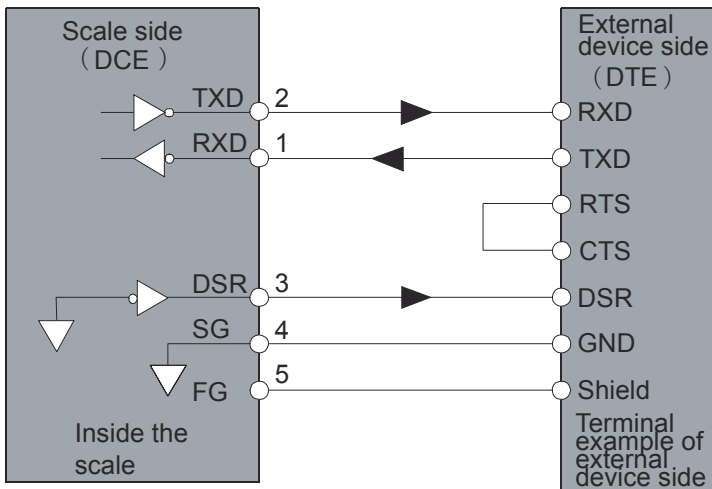 Scale side
（DCE）
TXD
2
RXD
1
DSR
3
SG
4
FG
5
Inside the
scale
External
device side
（DTE）
RXD
TXD
RTS
CTS
DSR
GND
Shield
Terminal
example of
external
device side